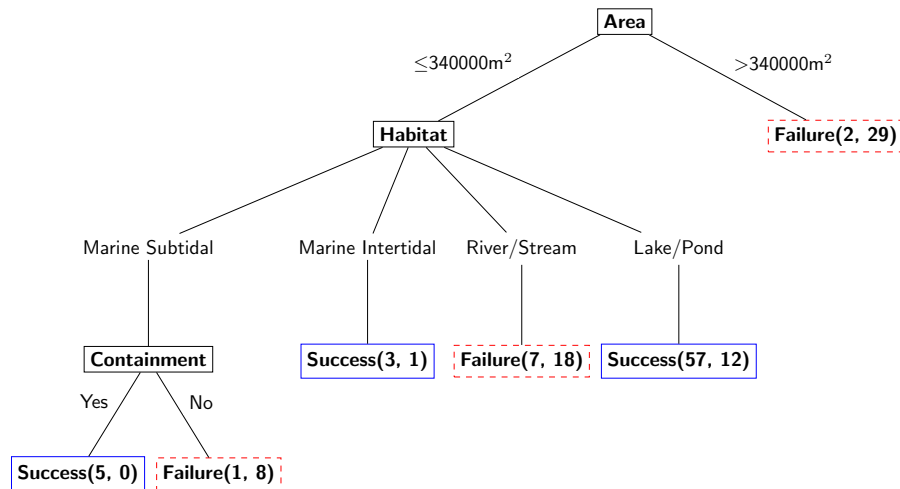 Area
≤340000m²
>340000m²
Habitat
Failure(2, 29)
Marine Subtidal
Marine Intertidal
River/Stream
Lake/Pond
Containment
Success(3, 1)
Failure(7, 18)
Success(57, 12)
Yes
No
Success(5, 0)
Failure(1, 8)